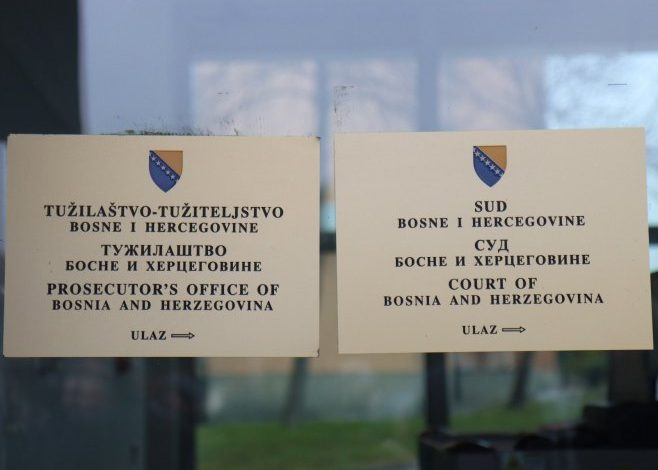 TUŽILAŠTVO-TUŽITELJSTVO
BOSNE I HERCEGOVINE
ТУЖИЛАШТВО
БОСНЕ И ХЕРЦЕГОВИНЕ
PROSECUTOR'S OFFICE OF
BOSNIA AND HERZEGOVINA
ULAZ ⇒
SUD
BOSNE I HERCEGOVINE
СУД
БОСНЕ И ХЕРЦЕГОВИНЕ
COURT OF
BOSNIA AND HERZEGOVINA
ULAZ ⇒